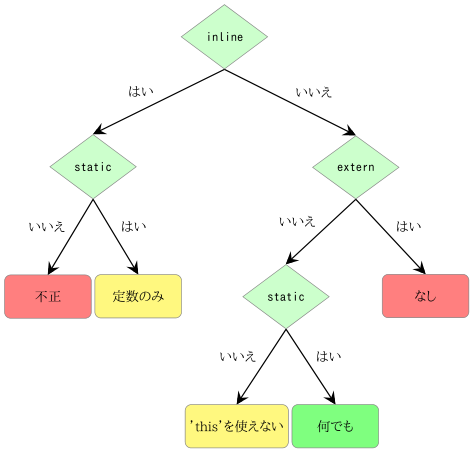 inline
はい
いいえ
static
extern
いいえ
はい
いいえ
はい
不正
定数のみ
static
なし
いいえ
はい
'this'を使えない
何でも